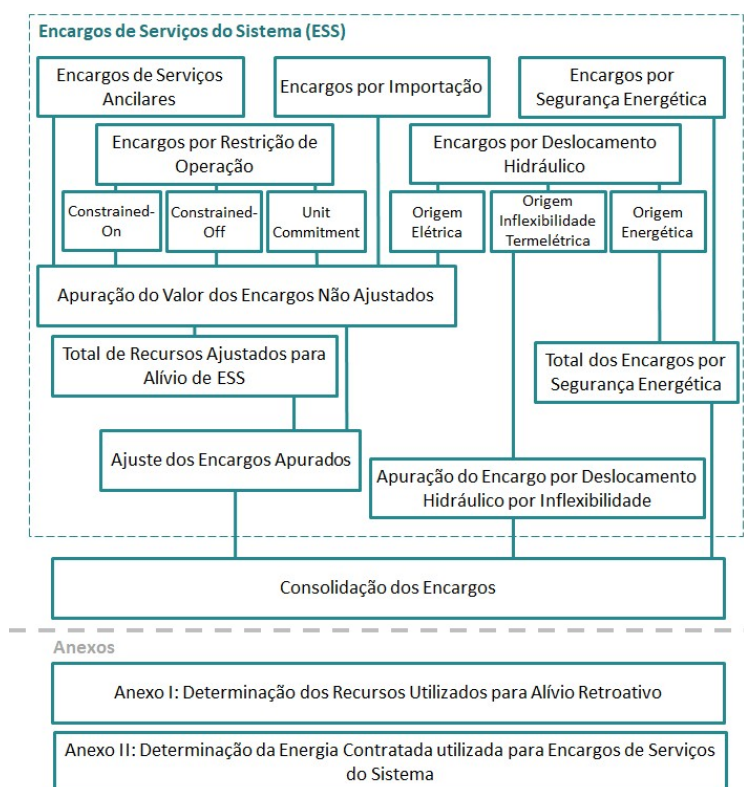 Encargos de Serviços do Sistema (ESS)
Encargos de Serviços
Ancilares
Encargos por Importação
Encargos por
Segurança Energética
Encargos por Restrição de
Operação
Encargos por Deslocamento
Hidráulico
Constrained-
On
Constrained-
Off
Unit
Commitment
Origem
Elétrica
Origem
Inflexibilidade
Termelétrica
Origem
Energética
Apuração do Valor dos Encargos Não Ajustados
Total de Recursos Ajustados para
Alívio de ESS
Total dos Encargos por
Segurança Energética
Ajuste dos Encargos Apurados
Apuração do Encargo por Deslocamento
Hidráulico por Inflexibilidade
Consolidação dos Encargos
Anexos
Anexo I: Determinação dos Recursos Utilizados para Alívio Retroativo
Anexo II: Determinação da Energia Contratada utilizada para Encargos de Serviços
do Sistema